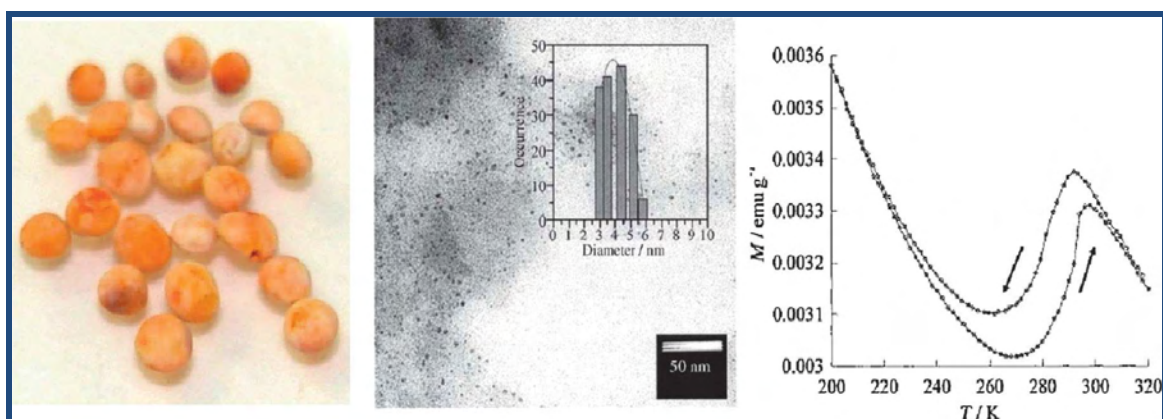 50
40
30
20
10
0
Occurrence
0 1 2 3 4 5 6 7 8 9 10
Diameter / nm
50 nm
0.0036
0.0035
0.0034
0.0033
0.0032
0.0031
0.003
M / emu g⁻¹
200 220 240 260 280 300 320
T / K